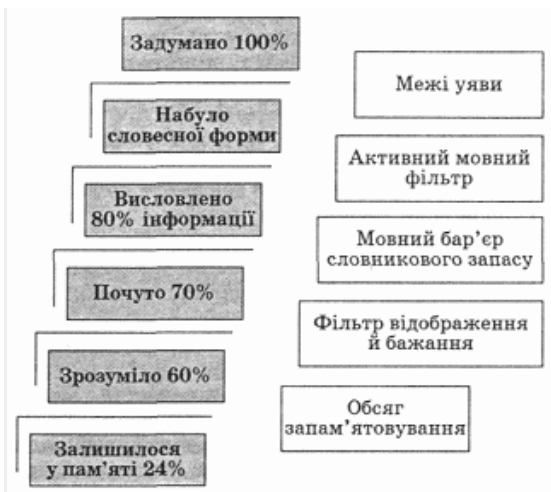 Задумано 100%
Межі уяви
Набуло
словесної форми
Активний мовний
фільтр
Висловлено
80% інформації
Мовний бар’єр
словникового запасу
Почуто 70%
Фільтр відображення
й бажання
Зрозуміло 60%
Обсяг
запам’ятовування
Залишилося
у пам’яті 24%